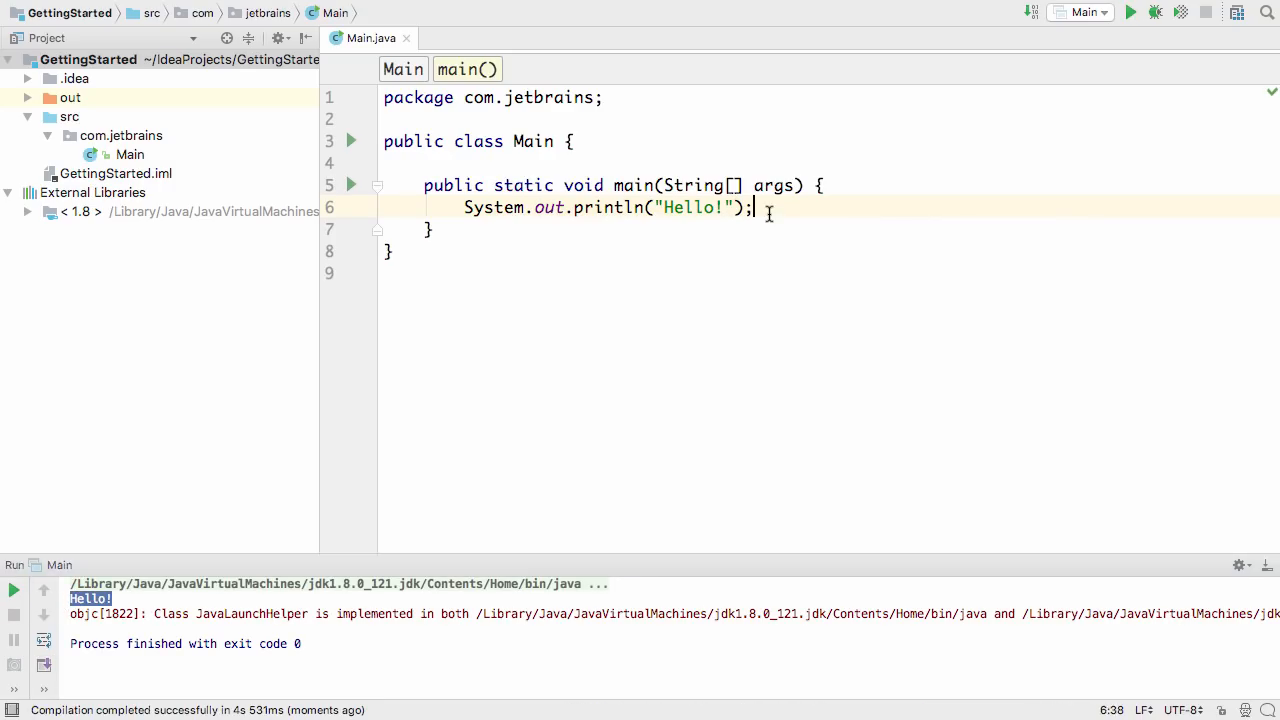 GettingStarted src com jetbrains Main Main
Project
Main.java
GettingStarted ~/IdeaProjects/GettingStarte
.idea
out
src
com.jetbrains
Main
GettingStarted.iml
External Libraries
< 1.8 > /Library/Java/JavaVirtualMachines
Main main()
1 package com.jetbrains;
2
3 public class Main {
4
5 public static void main(String[] args) {
6 System.out.println("Hello!");
7 }
8 }
9
Run Main
/Library/Java/JavaVirtualMachines/jdk1.8.0_121.jdk/Contents/Home/bin/java ...
Hello!
objc[1822]: Class JavaLaunchHelper is implemented in both /Library/Java/JavaVirtualMachines/jdk1.8.0_121.jdk/Contents/Home/bin/java and /Library/Java/JavaVirtualMachines/jdk
Process finished with exit code 0
Compilation completed successfully in 4s 531ms (moments ago) 6:38 LF UTF-8